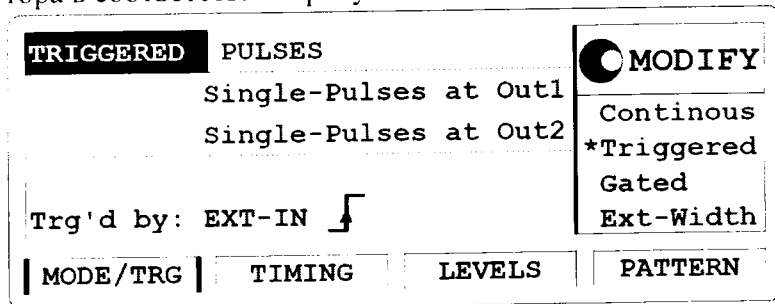 TRIGGERED PULSES
Single-Pulses at Out1
Single-Pulses at Out2
Trg'd by: EXT-IN
MODIFY
Continous
*Triggered
Gated
Ext-Width
MODE/TRG TIMING LEVELS PATTERN